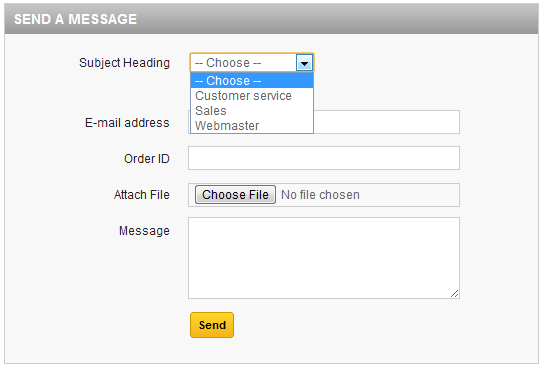 SEND A MESSAGE
Subject Heading
-- Choose --
-- Choose --
Customer service
Sales
Webmaster
E-mail address
Order ID
Attach File
Choose File No file chosen
Message
Send